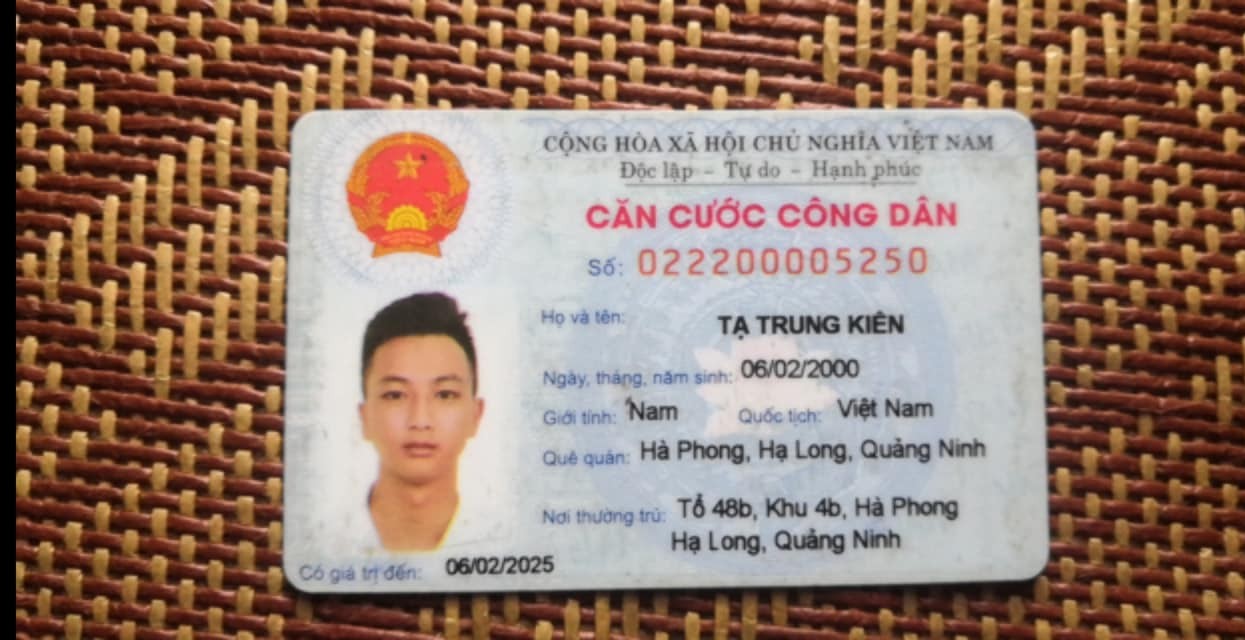 CỘNG HÒA XÃ HỘI CHỦ NGHĨA VIỆT NAM
Độc lập - Tự do - Hạnh phúc
CĂN CƯỚC CÔNG DÂN
Số: 022200005250
Họ và tên: TẠ TRUNG KIÊN
Ngày, tháng, năm sinh: 06/02/2000
Giới tính: Nam Quốc tịch: Việt Nam
Quê quán: Hà Phong, Hạ Long, Quảng Ninh
Nơi thường trú: Tổ 48b, Khu 4b, Hà Phong
Hạ Long, Quảng Ninh
Có giá trị đến: 06/02/2025